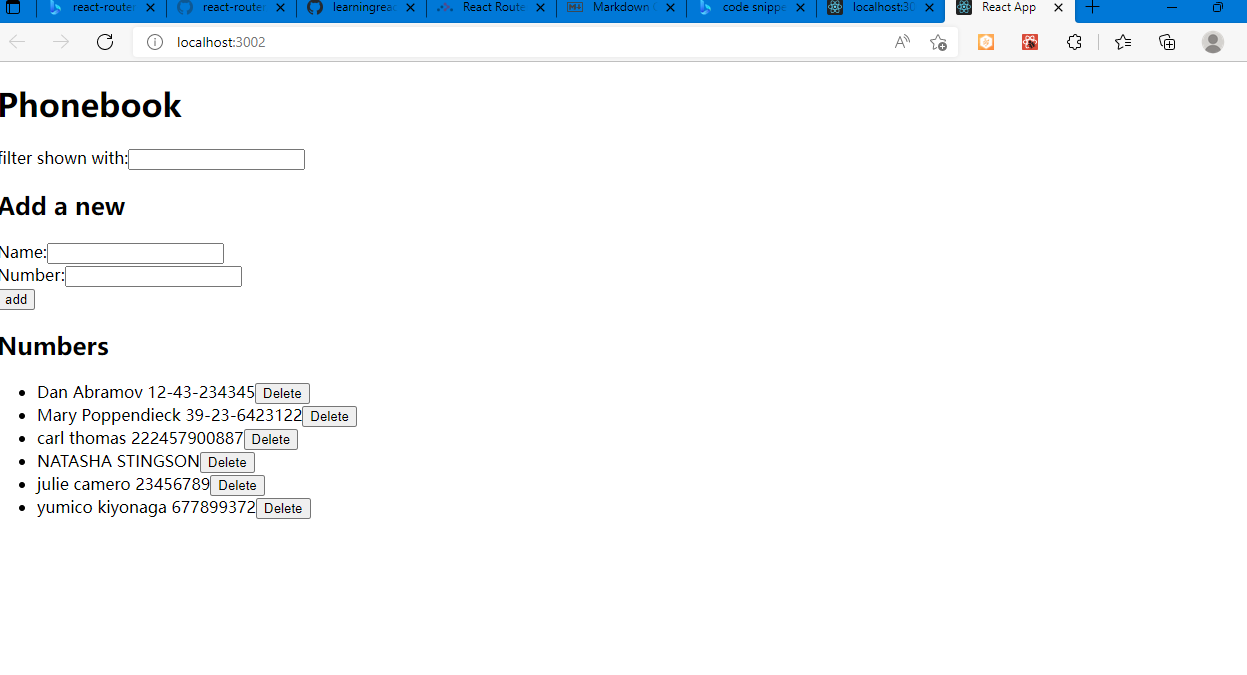 react-router
react-router
learningreac
React Route
Markdown
code snippe
localhost:30
React App
localhost:3002
Phonebook
filter shown with:
Add a new
Name:
Number:
add
Numbers
Dan Abramov 12-43-234345 Delete
Mary Poppendieck 39-23-6423122 Delete
carl thomas 222457900887 Delete
NATASHA STINGSON Delete
julie camero 23456789 Delete
yumico kiyonaga 677899372 Delete